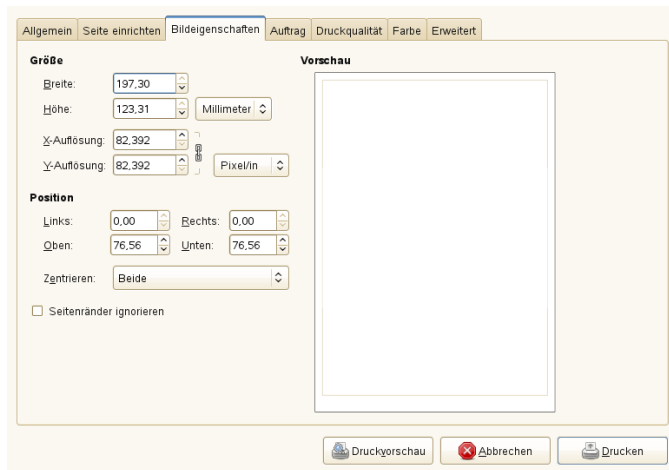 Allgemein Seite einrichten Bildeigenschaften Auftrag Druckqualität Farbe Erweitert
Größe
Breite: 197,30
Höhe: 123,31 Millimeter
X-Auflösung: 82,392
Y-Auflösung: 82,392 Pixel/in
Position
Links: 0,00 Rechts: 0,00
Oben: 76,56 Unten: 76,56
Zentrieren: Beide
Seitenränder ignorieren
Vorschau
Druckvorschau Abbrechen Drucken